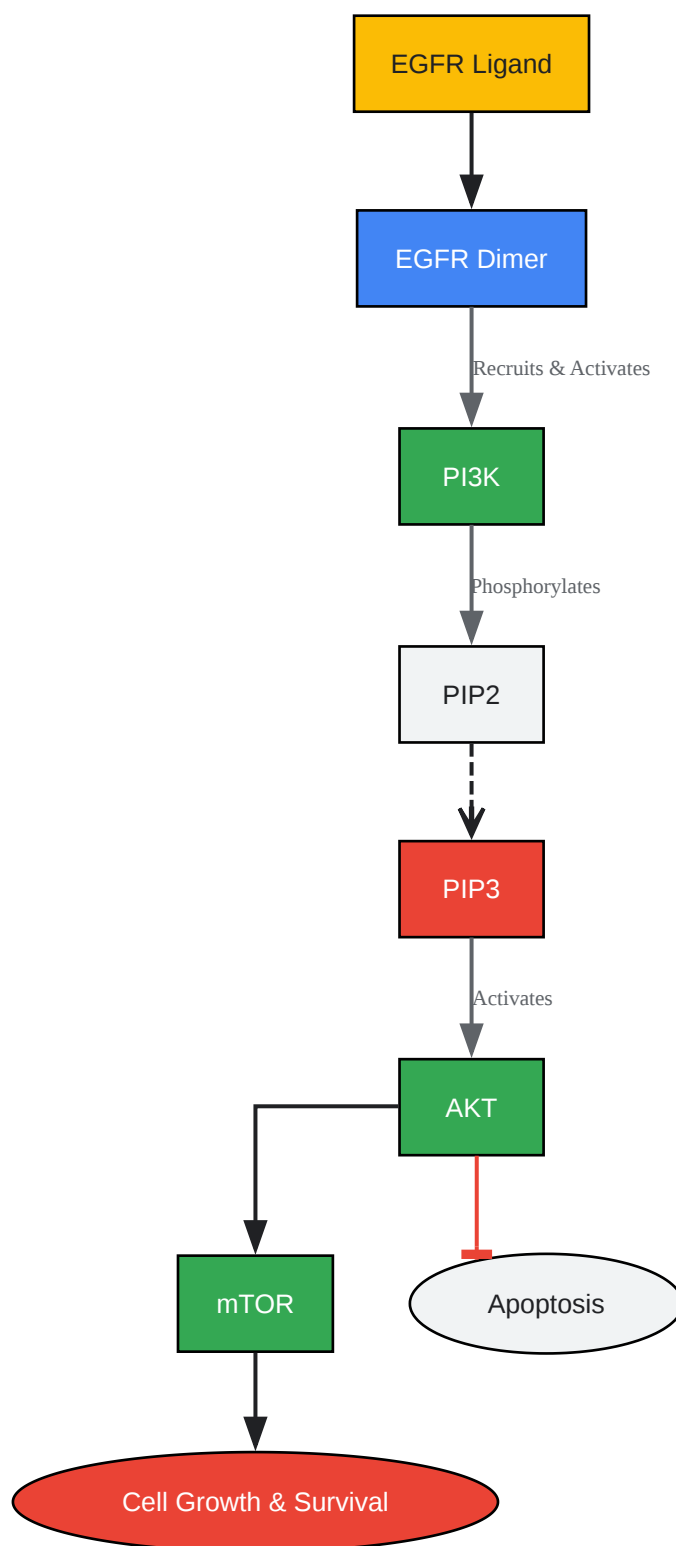 EGFR Ligand
EGFR Dimer
Recruits & Activates
PI3K
Phosphorylates
PIP2
PIP3
Activates
AKT
mTOR
Apoptosis
Cell Growth & Survival